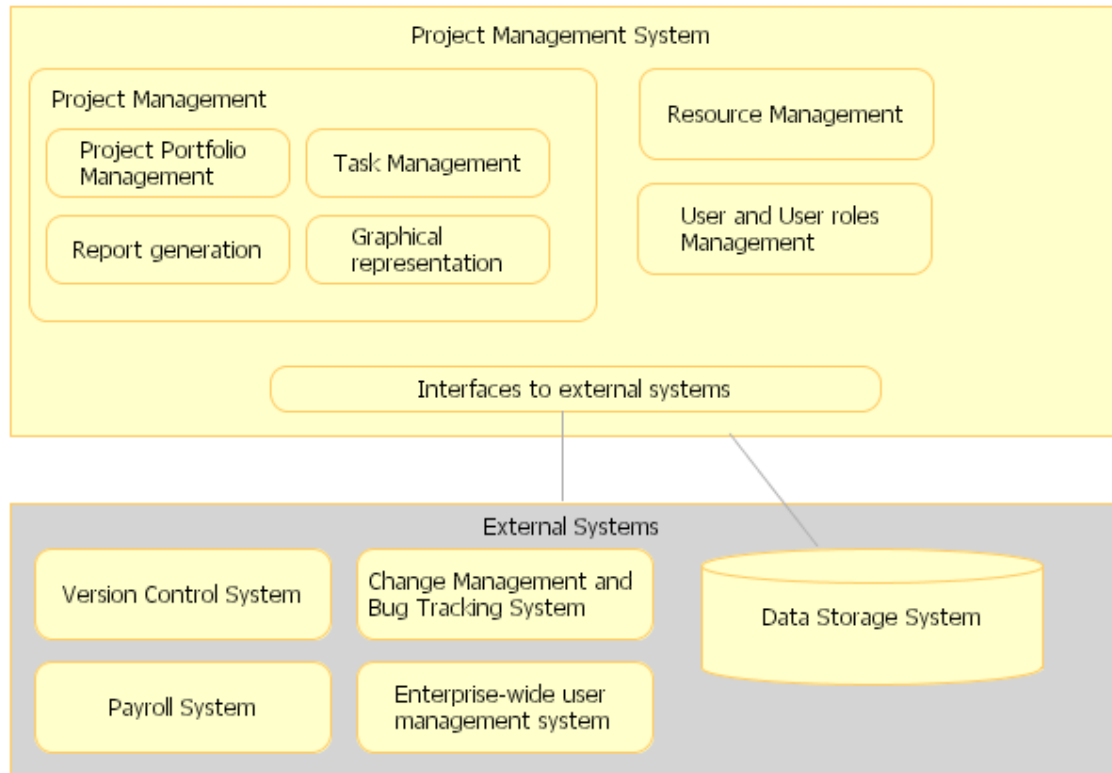 Project Management System
Project Management
Project Portfolio
Management
Task Management
Report generation
Graphical
representation
Resource Management
User and User roles
Management
Interfaces to external systems
External Systems
Version Control System
Change Management and
Bug Tracking System
Data Storage System
Payroll System
Enterprise-wide user
management system